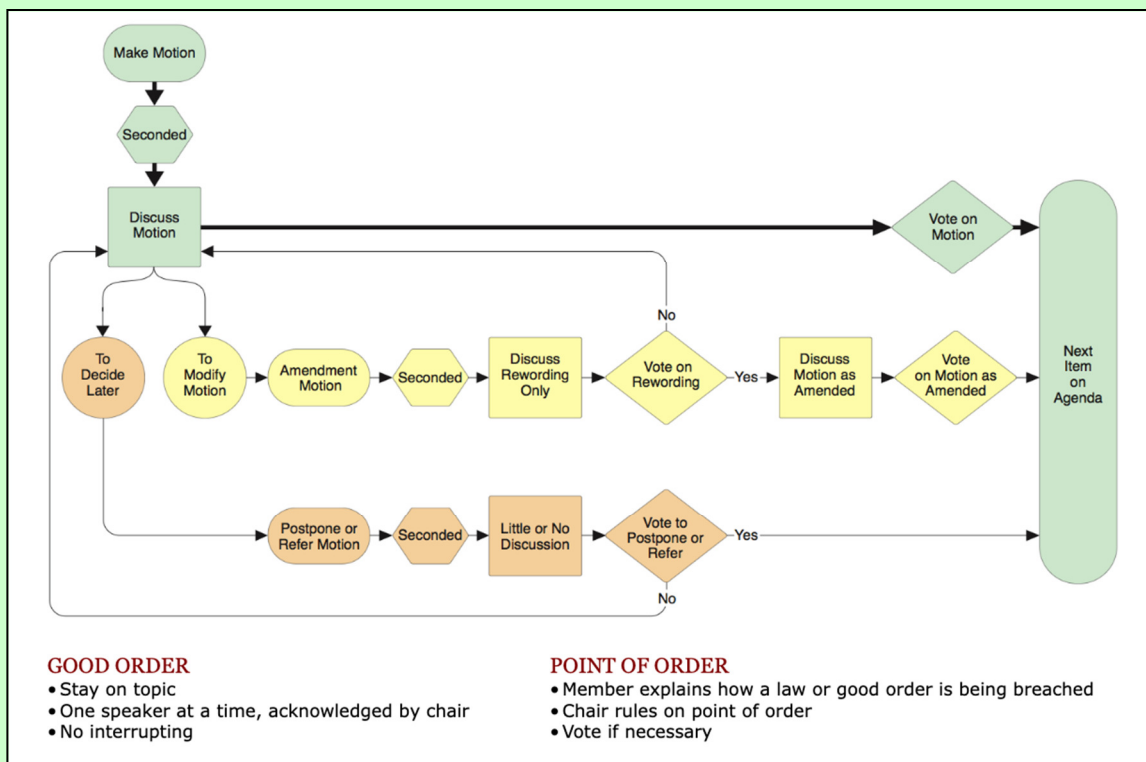 Make Motion
Seconded
Discuss
Motion
Vote on
Motion
No
To
Decide
Later
To
Modify
Motion
Amendment
Motion
Seconded
Discuss
Rewording
Only
Vote on
Rewording
Yes
Discuss
Motion as
Amended
Vote
on Motion as
Amended
Next
Item
on
Agenda
Postpone or
Refer Motion
Seconded
Little or No
Discussion
Vote to
Postpone or
Refer
Yes
No
GOOD ORDER
• Stay on topic
• One speaker at a time, acknowledged by chair
• No interrupting
POINT OF ORDER
• Member explains how a law or good order is being breached
• Chair rules on point of order
• Vote if necessary